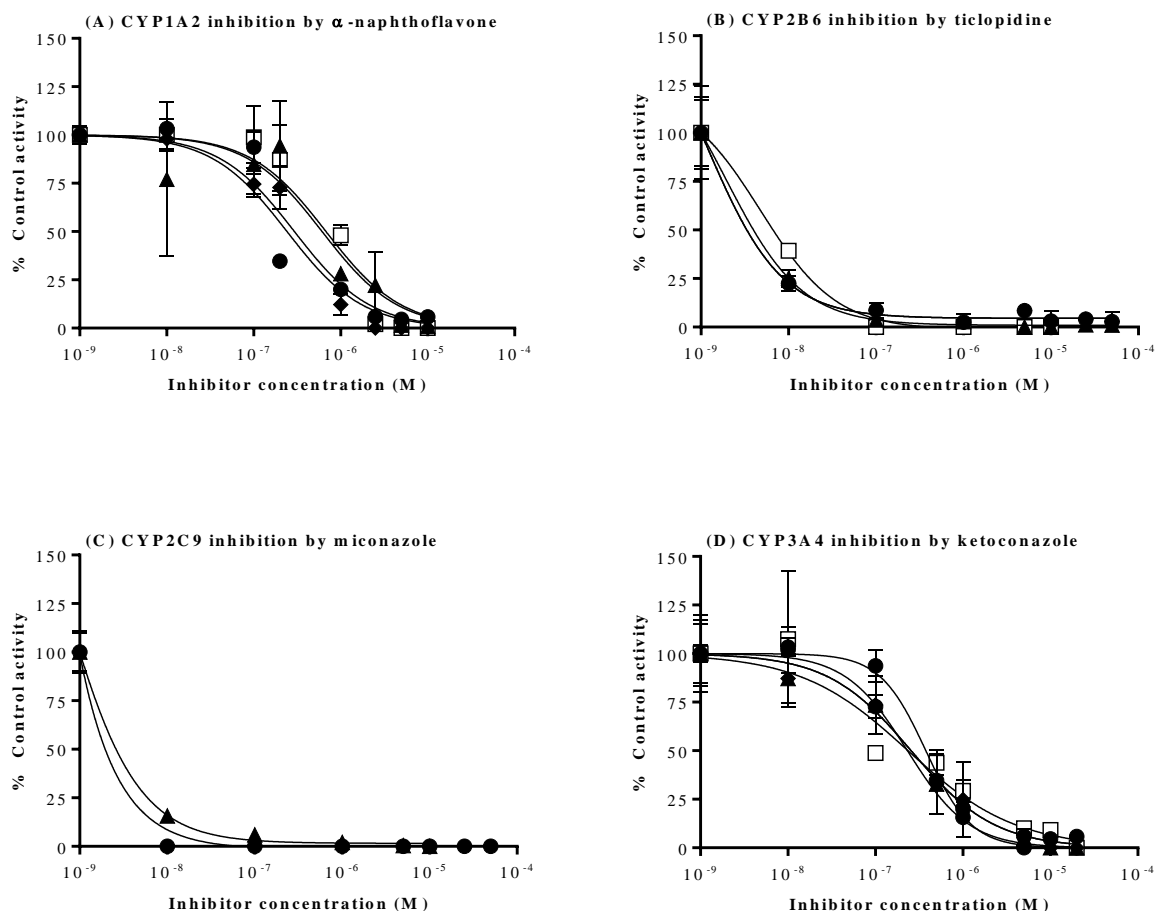 (A) CYP1A2 inhibition by α-naphthoflavone
150
125
100
75
50
25
0
% Control activity
10-9 10-8 10-7 10-6 10-5 10-4
Inhibitor concentration (M)
(B) CYP2B6 inhibition by ticlopidine
150
125
100
75
50
25
0
% Control activity
10-9 10-8 10-7 10-6 10-5 10-4
Inhibitor concentration (M)
(C) CYP2C9 inhibition by miconazole
150
125
100
75
50
25
0
% Control activity
10-9 10-8 10-7 10-6 10-5 10-4
Inhibitor concentration (M)
(D) CYP3A4 inhibition by ketoconazole
150
125
100
75
50
25
0
% Control activity
10-9 10-8 10-7 10-6 10-5 10-4
Inhibitor concentration (M)